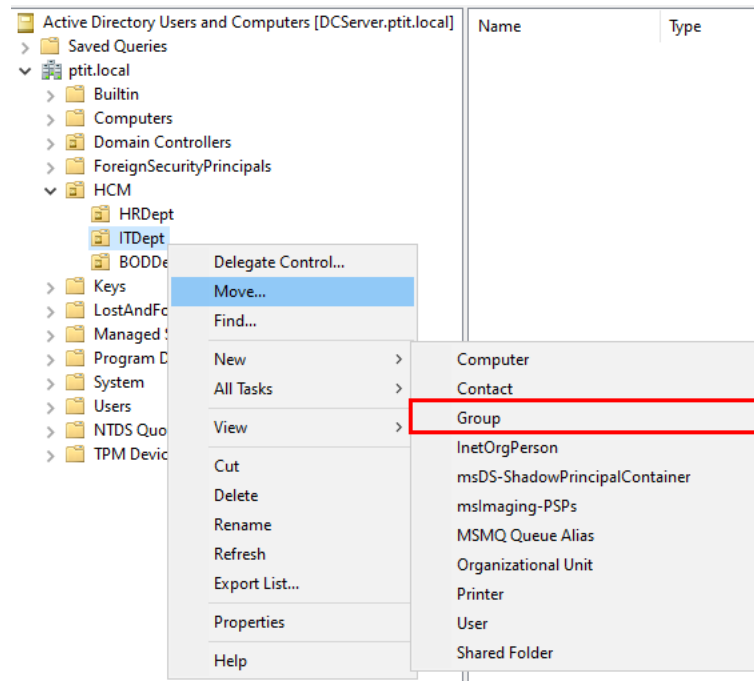 Active Directory Users and Computers [DCServer.ptit.local]
Name
Type
Saved Queries
ptit.local
Builtin
Computers
Domain Controllers
ForeignSecurityPrincipals
HCM
HRDept
ITDept
BODDe
Keys
LostAndFo
Managed
Program D
System
Users
NTDS Quo
TPM Devic
Delegate Control...
Move...
Find...
New
All Tasks
View
Cut
Delete
Rename
Refresh
Export List...
Properties
Help
Computer
Contact
Group
InetOrgPerson
msDS-ShadowPrincipalContainer
msImaging-PSPs
MSMQ Queue Alias
Organizational Unit
Printer
User
Shared Folder